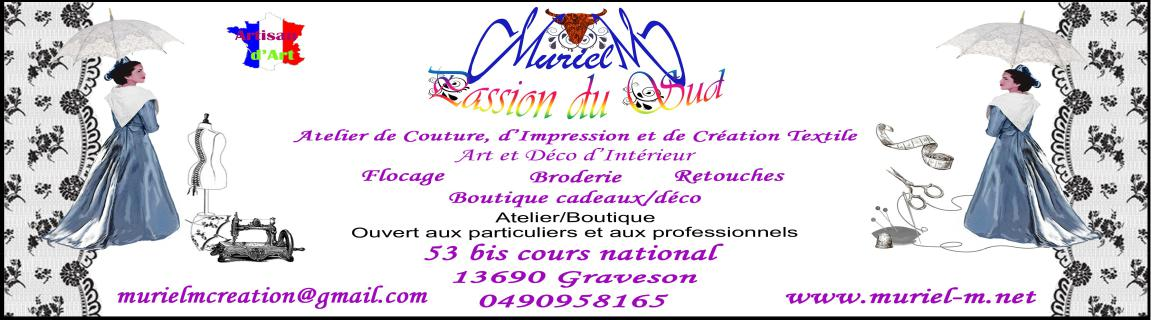 Artisan
d'Art
Muriel M
Passion du Sud
Atelier de Couture, d'Impression et de Création Textile
Art et Déco d'Intérieur
Flocage Broderie Retouches
Boutique cadeaux/déco
Atelier/Boutique
Ouvert aux particuliers et aux professionnels
53 bis cours national
13690 Graveson
0490958165
murielmcreation@gmail.com
www.muriel-m.net